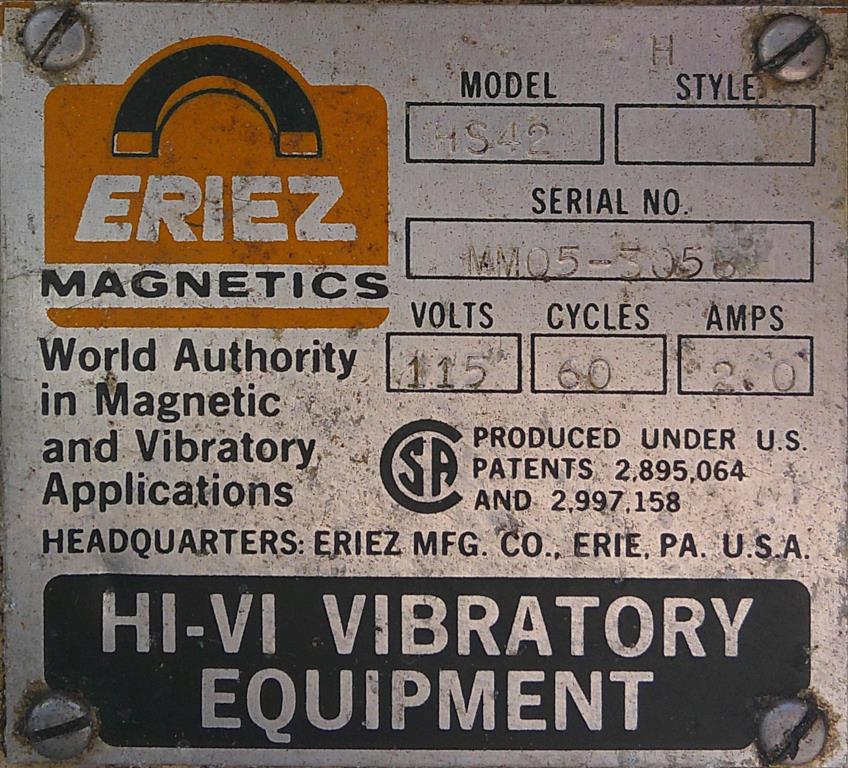 ERIEZ
MAGNETICS
World Authority
in Magnetic
and Vibratory
Applications
H
MODEL STYLE
HS42
SERIAL NO.
VOLTS CYCLES AMPS
115 60 2.0
CSA
PRODUCED UNDER U.S.
PATENTS 2,895,064
AND 2,997,158
HEADQUARTERS: ERIEZ MFG. CO., ERIE, PA. U.S.A.
HI-VI VIBRATORY
EQUIPMENT